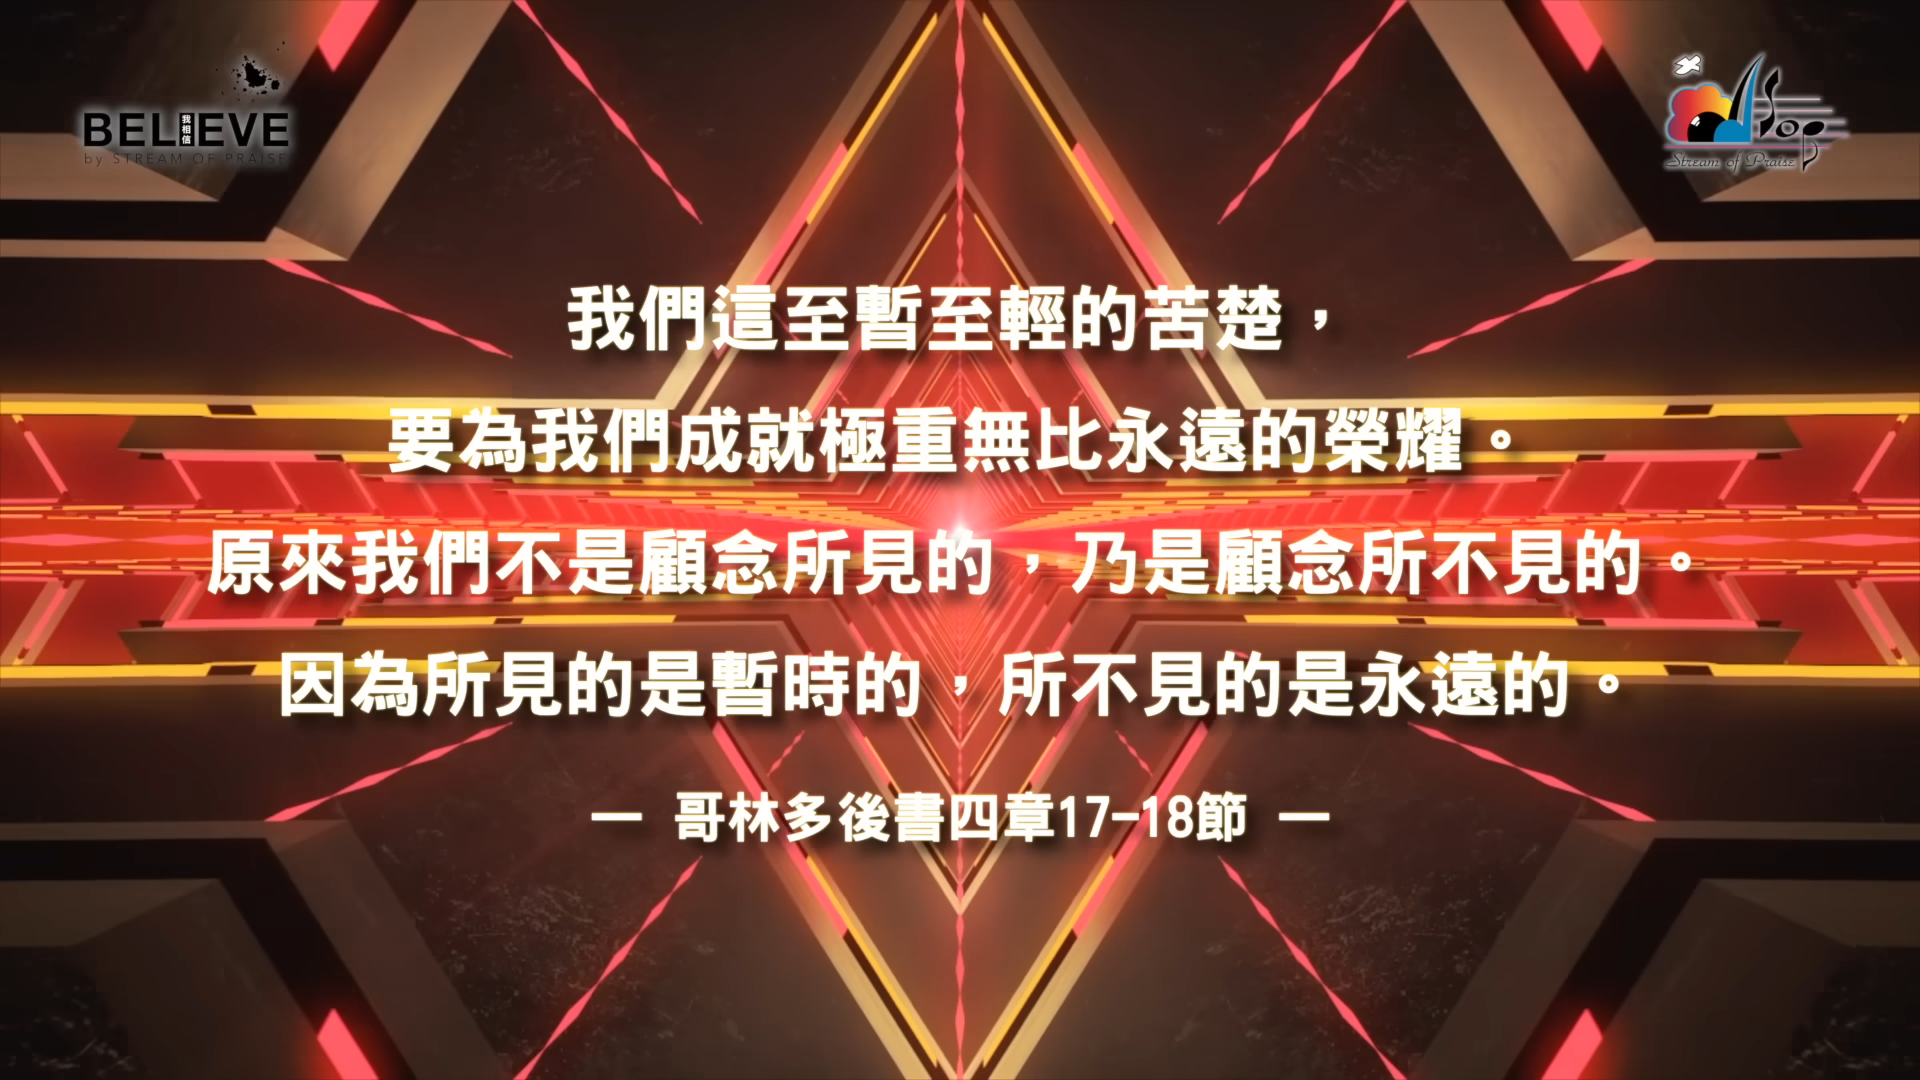 BELIEVE
我相信
by STREAM OF PRAISE
Sop
Stream of Praise
我們這至暫至輕的苦楚，
要為我們成就極重無比永遠的榮耀。
原來我們不是顧念所見的，乃是顧念所不見的。
因為所見的是暫時的，所不見的是永遠的。
— 哥林多後書四章17-18節 —